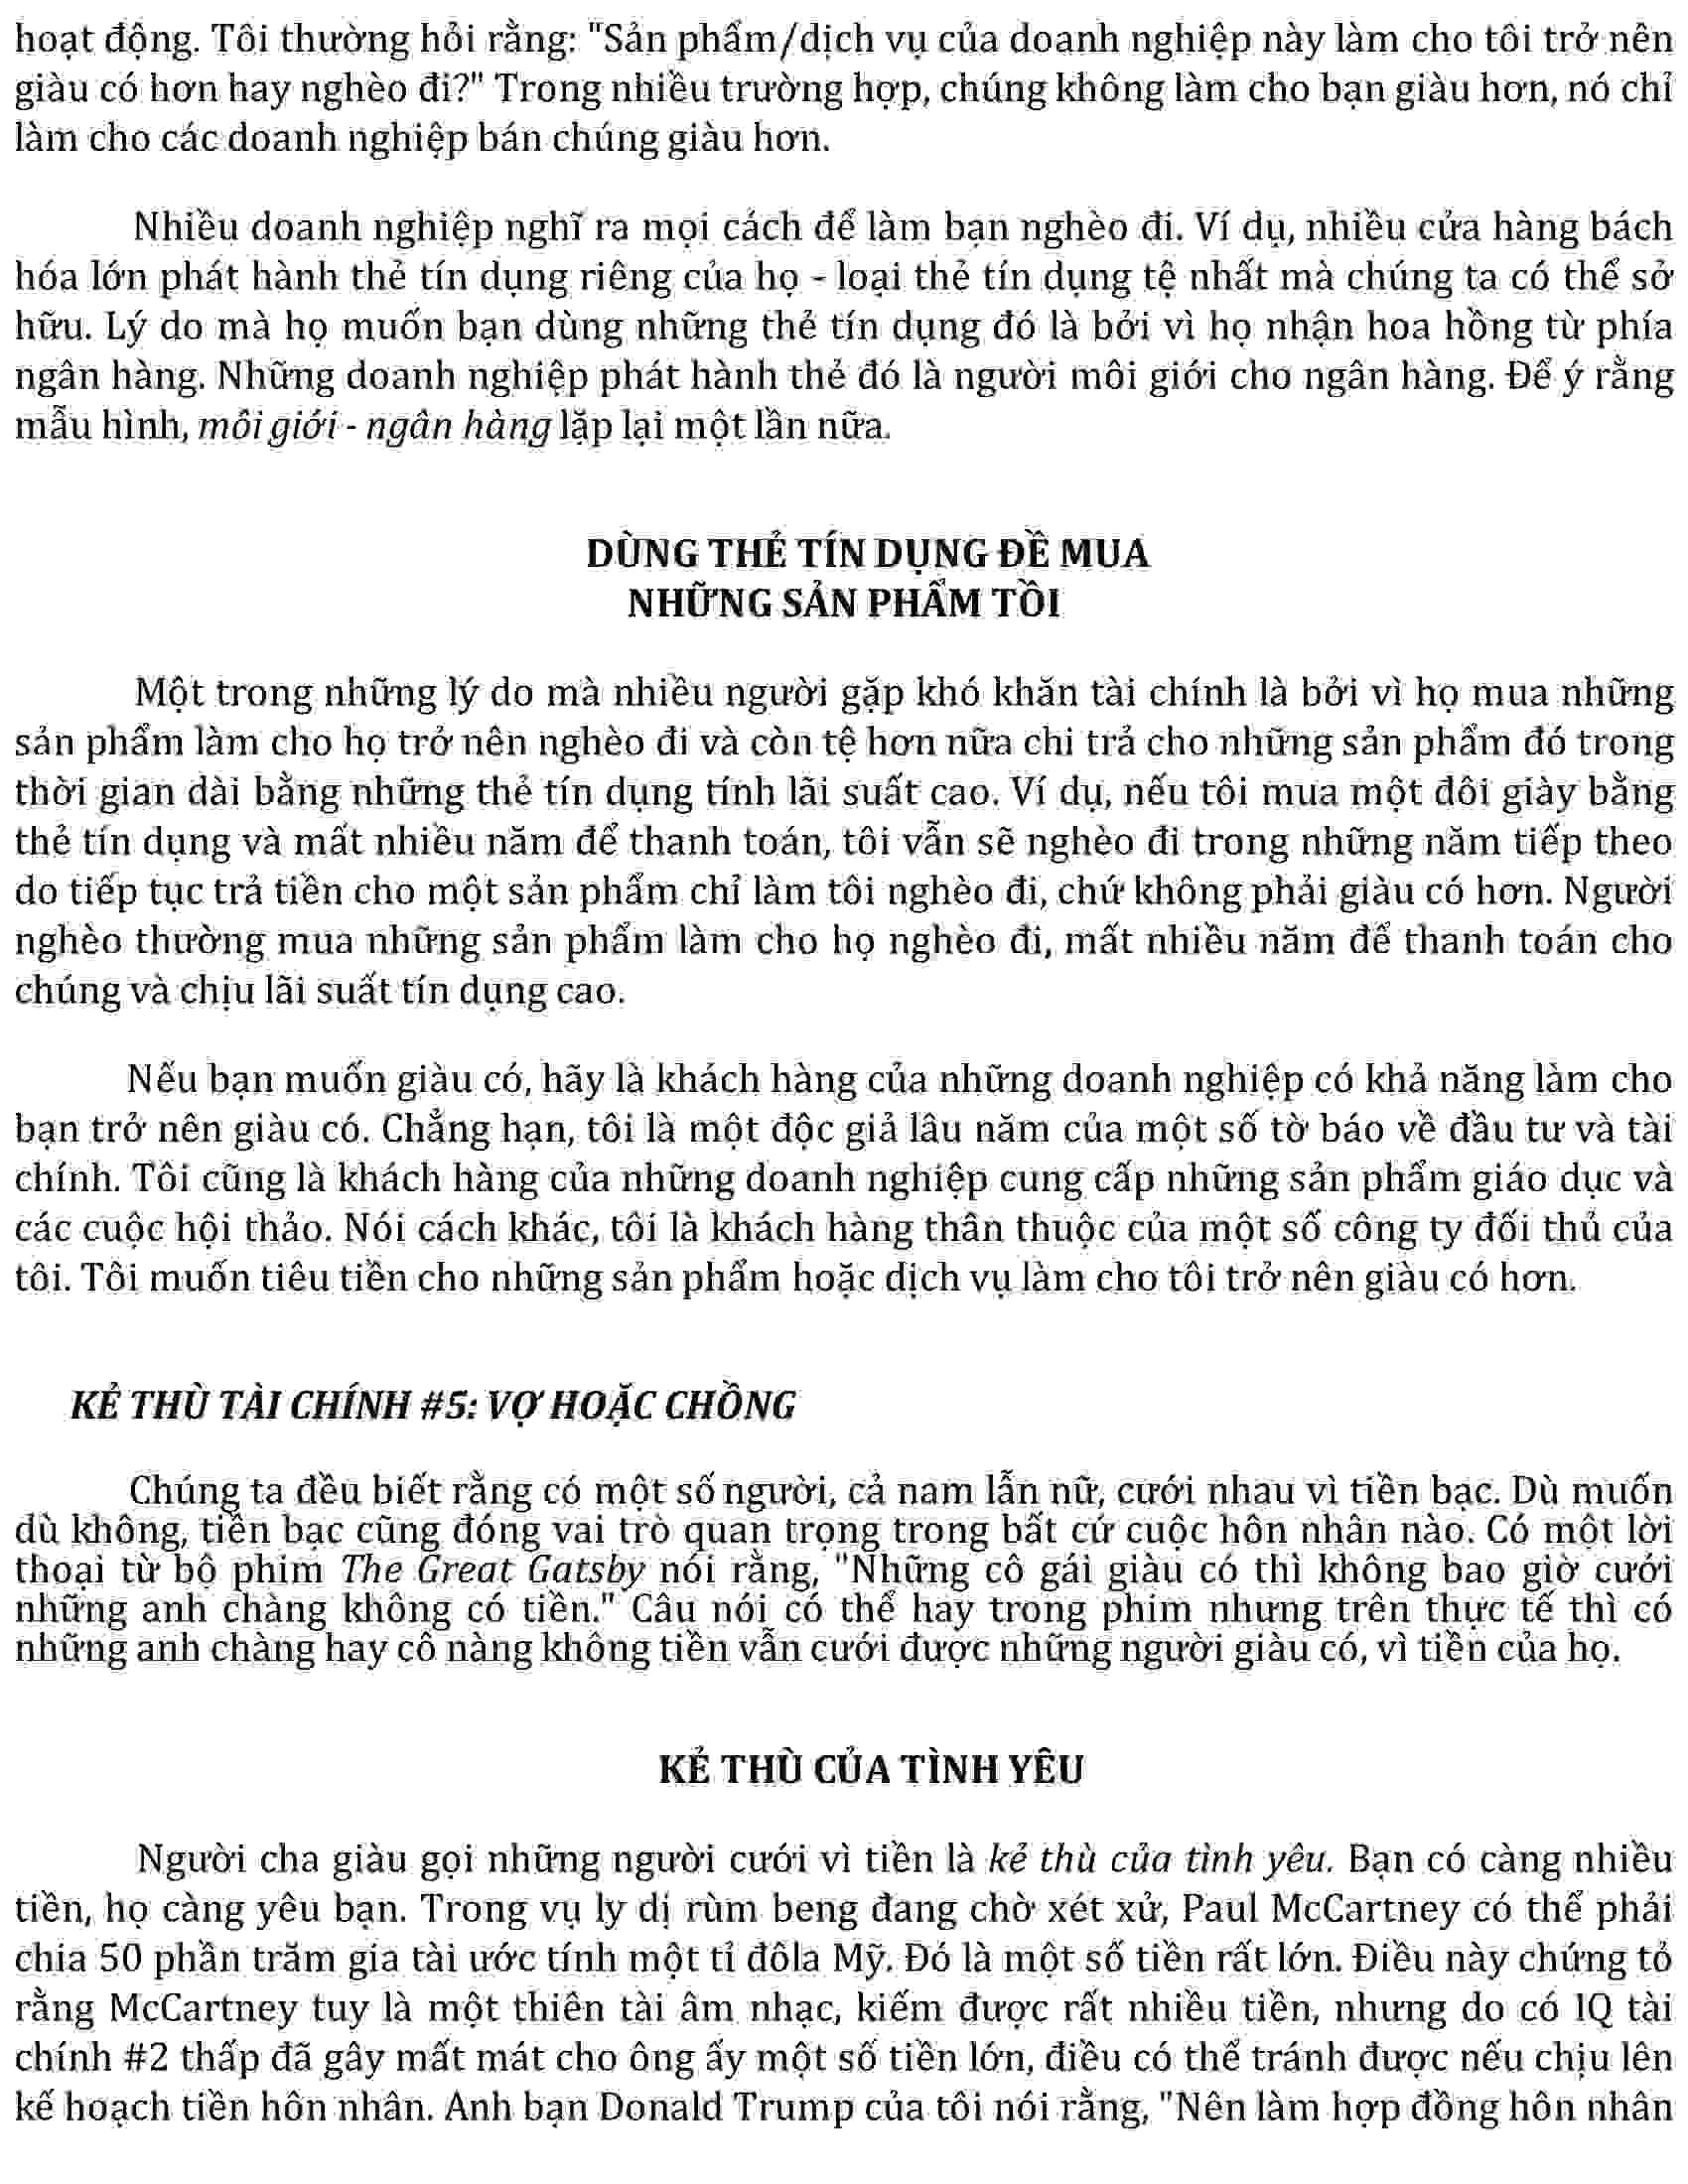 hoạt động. Tôi thường hỏi rằng: "Sản phẩm/dịch vụ của doanh nghiệp này làm cho tôi trở nên
giàu có hơn hay nghèo đi?" Trong nhiều trường hợp, chúng không làm cho bạn giàu hơn, nó chỉ
làm cho các doanh nghiệp bán chúng giàu hơn.
Nhiều doanh nghiệp nghĩ ra mọi cách để làm bạn nghèo đi. Ví dụ, nhiều cửa hàng bách
hóa lớn phát hành thẻ tín dụng riêng của họ - loại thẻ tín dụng tệ nhất mà chúng ta có thể sở
hữu. Lý do mà họ muốn bạn dùng những thẻ tín dụng đó là bởi vì họ nhận hoa hồng từ phía
ngân hàng. Những doanh nghiệp phát hành thẻ đó là người môi giới cho ngân hàng. Để ý rằng
mẫu hình, môi giới - ngân hàng lặp lại một lần nữa.
DÙNG THẺ TÍN DỤNG ĐỀ MUA
NHỮNG SẢN PHẨM TỒI
Một trong những lý do mà nhiều người gặp khó khăn tài chính là bởi vì họ mua những
sản phẩm làm cho họ trở nên nghèo đi và còn tệ hơn nữa chi trả cho những sản phẩm đó trong
thời gian dài bằng những thẻ tín dụng tính lãi suất cao. Ví dụ, nếu tôi mua một đôi giày bằng
thẻ tín dụng và mất nhiều năm để thanh toán, tôi vẫn sẽ nghèo đi trong những năm tiếp theo
do tiếp tục trả tiền cho một sản phẩm chỉ làm tôi nghèo đi, chứ không phải giàu có hơn. Người
nghèo thường mua những sản phẩm làm cho họ nghèo đi, mất nhiều năm để thanh toán cho
chúng và chịu lãi suất tín dụng cao.
Nếu bạn muốn giàu có, hãy là khách hàng của những doanh nghiệp có khả năng làm cho
bạn trở nên giàu có. Chẳng hạn, tôi là một độc giả lâu năm của một số tờ báo về đầu tư và tài
chính. Tôi cũng là khách hàng của những doanh nghiệp cung cấp những sản phẩm giáo dục và
các cuộc hội thảo. Nói cách khác, tôi là khách hàng thân thuộc của một số công ty đối thủ của
tôi. Tôi muốn tiêu tiền cho những sản phẩm hoặc dịch vụ làm cho tôi trở nên giàu có hơn.
KẺ THÙ TÀI CHÍNH #5: VỢ HOẶC CHỒNG
Chúng ta đều biết rằng có một số người, cả nam lẫn nữ, cưới nhau vì tiền bạc. Dù muốn
dù không, tiền bạc cũng đóng vai trò quan trọng trong bất cứ cuộc hôn nhân nào. Có một lời
thoại từ bộ phim The Great Gatsby nói rằng, "Những cô gái giàu có thì không bao giờ cưới
những anh chàng không có tiền." Câu nói có thể hay trong phim nhưng trên thực tế thì có
những anh chàng hay cô nàng không tiền vẫn cưới được những người giàu có, vì tiền của họ.
KẺ THÙ CỦA TÌNH YÊU
Người cha giàu gọi những người cưới vì tiền là kẻ thù của tình yêu. Bạn có càng nhiều
tiền, họ càng yêu bạn. Trong vụ ly dị rùm beng đang chờ xét xử, Paul McCartney có thể phải
chia 50 phần trăm gia tài ước tính một tỉ đôla Mỹ. Đó là một số tiền rất lớn. Điều này chứng tỏ
rằng McCartney tuy là một thiên tài âm nhạc, kiếm được rất nhiều tiền, nhưng do có IQ tài
chính #2 thấp đã gây mất mát cho ông ấy một số tiền lớn, điều có thể tránh được nếu chịu lên
kế hoạch tiền hôn nhân. Anh bạn Donald Trump của tôi nói rằng, "Nên làm hợp đồng hôn nhân